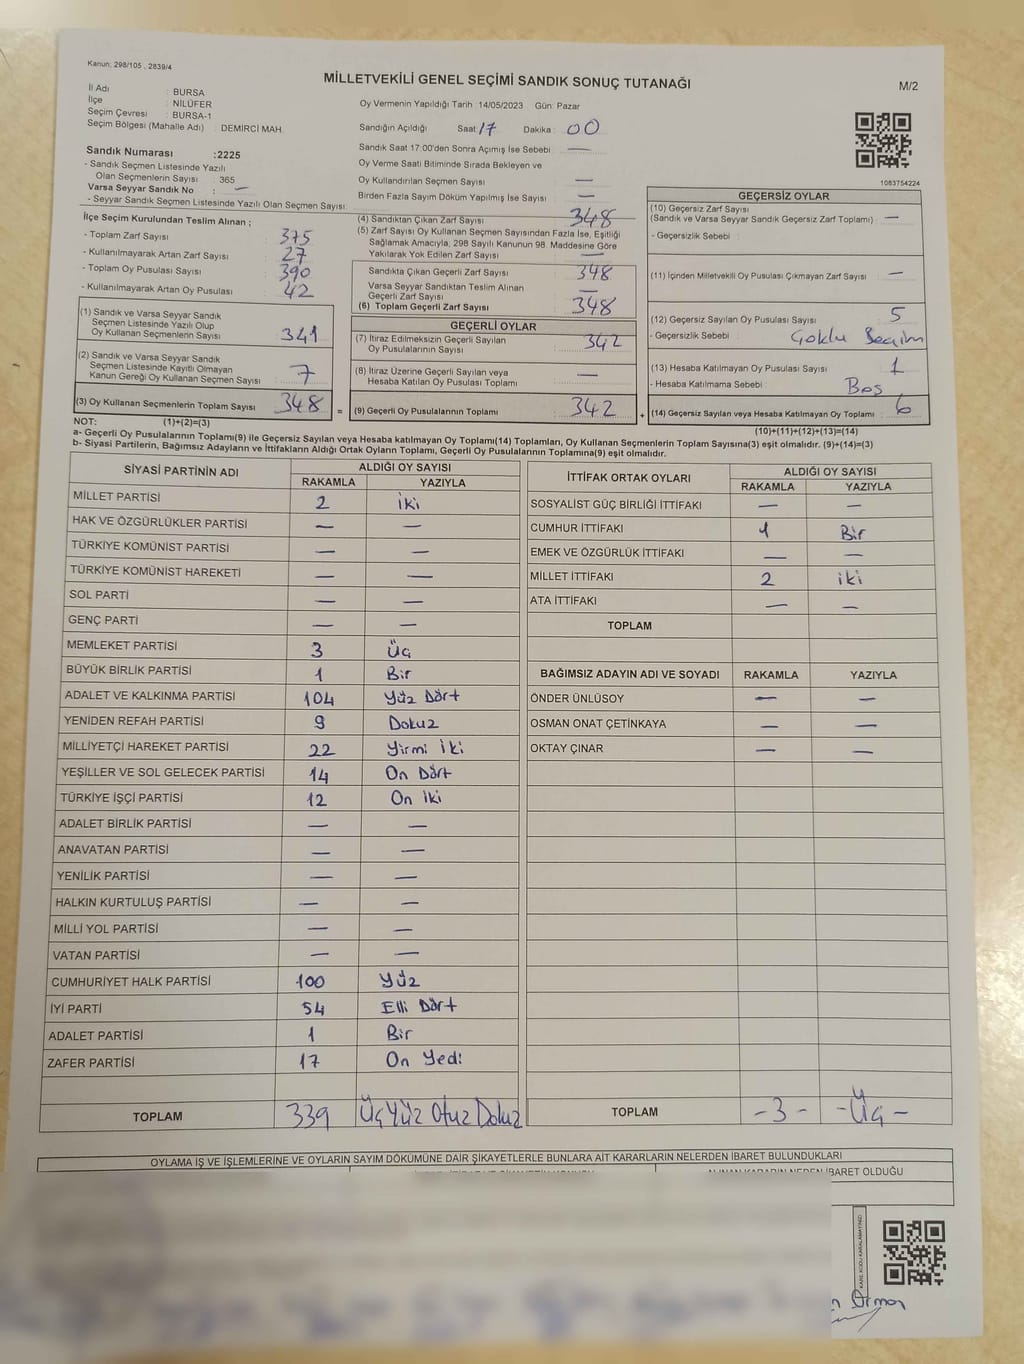 Kanun: 298/105 , 2839/4
MİLLETVEKİLİ GENEL SEÇİMİ SANDIK SONUÇ TUTANAĞI
M/2
İl Adı : BURSA
İlçe : NİLÜFER
Seçim Çevresi : BURSA-1
Seçim Bölgesi (Mahalle Adı) : DEMİRCİ MAH.
Sandık Numarası :2225
- Sandık Seçmen Listesinde Yazılı
Olan Seçmenlerin Sayısı : 365
Varsa Seyyar Sandık No : —
- Seyyar Sandık Seçmen Listesinde Yazılı Olan Seçmen Sayısı:
Oy Vermenin Yapıldığı Tarih :14/05/2023 Gün: Pazar
Sandığın Açıldığı Saat: 17 Dakika : 00
Sandık Saat 17:00'den Sonra Açımış İse Sebebi : —
Oy Verme Saati Bitiminde Sırada Bekleyen ve
Oy Kullandırılan Seçmen Sayısı —
Birden Fazla Sayım Döküm Yapılmış İse Sayısı : —
1083754224
İlçe Seçim Kurulundan Teslim Alınan ;
- Toplam Zarf Sayısı : 375
- Kullanılmayarak Artan Zarf Sayısı : 27
- Toplam Oy Pusulası Sayısı : 390
- Kullanılmayarak Artan Oy Pusulası : 42
(1) Sandık ve Varsa Seyyar Sandık
Seçmen Listesinde Yazılı Olup
Oy Kullanan Seçmenlerin Sayısı : 341
(2) Sandık ve Varsa Seyyar Sandık
Seçmen Listesinde Kayıtlı Olmayan
Kanun Gereği Oy Kullanan Seçmen Sayısı : 7
(3) Oy Kullanan Seçmenlerin Toplam Sayısı : 348
(4) Sandıktan Çıkan Zarf Sayısı : 348
(5) Zarf Sayısı Oy Kullanan Seçmen Sayısından Fazla İse, Eşitliği
Sağlamak Amacıyla, 298 Sayılı Kanunun 98. Maddesine Göre
Yakılarak Yok Edilen Zarf Sayısı : —
Sandıkta Çıkan Geçerli Zarf Sayısı : 348
Varsa Seyyar Sandıktan Teslim Alınan
Geçerli Zarf Sayısı —
(6) Toplam Geçerli Zarf Sayısı : 348
GEÇERLİ OYLAR
(7) İtiraz Edilmeksizin Geçerli Sayılan
Oy Pusulalarının Sayısı : 342
(8) İtiraz Üzerine Geçerli Sayılan veya
Hesaba Katılan Oy Pusulası Toplamı : —
= (9) Geçerli Oy Pusulalarının Toplamı : 342 +
GEÇERSİZ OYLAR
(10) Geçersiz Zarf Sayısı
(Sandık ve Varsa Seyyar Sandık Geçersiz Zarf Toplamı) : —
- Geçersizlik Sebebi :
(11) İçinden Milletvekili Oy Pusulası Çıkmayan Zarf Sayısı : —
(12) Geçersiz Sayılan Oy Pusulası Sayısı : 5
- Geçersizlik Sebebi : Çoklu Seçim
(13) Hesaba Katılmayan Oy Pusulası Sayısı : 1
- Hesaba Katılmama Sebebi : Boş
(14) Geçersiz Sayılan veya Hesaba Katılmayan Oy Toplamı : 6
NOT: (1)+(2)=(3)
(10)+(11)+(12)+(13)=(14)
a- Geçerli Oy Pusulalarının Toplamı(9) ile Geçersiz Sayılan veya Hesaba katılmayan Oy Toplamı(14) Toplamları, Oy Kullanan Seçmenlerin Toplam Sayısına(3) eşit olmalıdır. (9)+(14)=(3)
b- Siyasi Partilerin, Bağımsız Adayların ve İttifakların Aldığı Ortak Oyların Toplamı, Geçerli Oy Pusulalarının Toplamına(9) eşit olmalıdır.
SİYASİ PARTİNİN ADI ALDIĞI OY SAYISI
RAKAMLA YAZIYLA
MİLLET PARTİSİ 2 İki
HAK VE ÖZGÜRLÜKLER PARTİSİ — —
TÜRKİYE KOMÜNİST PARTİSİ — —
TÜRKİYE KOMÜNİST HAREKETİ — —
SOL PARTİ — —
GENÇ PARTİ — —
MEMLEKET PARTİSİ 3 Üç
BÜYÜK BİRLİK PARTİSİ 1 Bir
ADALET VE KALKINMA PARTİSİ 104 Yüz Dört
YENİDEN REFAH PARTİSİ 9 Dokuz
MİLLİYETÇİ HAREKET PARTİSİ 22 Yirmi İki
YEŞİLLER VE SOL GELECEK PARTİSİ 14 On Dört
TÜRKİYE İŞÇİ PARTİSİ 12 On iki
ADALET BİRLİK PARTİSİ — —
ANAVATAN PARTİSİ — —
YENİLİK PARTİSİ — —
HALKIN KURTULUŞ PARTİSİ — —
MİLLİ YOL PARTİSİ — —
VATAN PARTİSİ — —
CUMHURİYET HALK PARTİSİ 100 Yüz
İYİ PARTİ 54 Elli Dört
ADALET PARTİSİ 1 Bir
ZAFER PARTİSİ 17 On Yedi
TOPLAM 339 Üç Yüz Otuz Dokuz
İTTİFAK ORTAK OYLARI ALDIĞI OY SAYISI
RAKAMLA YAZIYLA
SOSYALİST GÜÇ BİRLİĞİ İTTİFAKI — —
CUMHUR İTTİFAKI 1 Bir
EMEK VE ÖZGÜRLÜK İTTİFAKI — —
MİLLET İTTİFAKI 2 iki
ATA İTTİFAKI — —
TOPLAM
BAĞIMSIZ ADAYIN ADI VE SOYADI RAKAMLA YAZIYLA
ÖNDER ÜNLÜSOY — —
OSMAN ONAT ÇETİNKAYA — —
OKTAY ÇINAR — —
TOPLAM -3- -Üç-
OYLAMA İŞ VE İŞLEMLERİNE VE OYLARIN SAYIM DÖKÜMÜNE DAİR ŞİKAYETLERLE BUNLARA AİT KARARLARIN NELERDEN İBARET BULUNDUKLARI
İBARET OLDUĞU